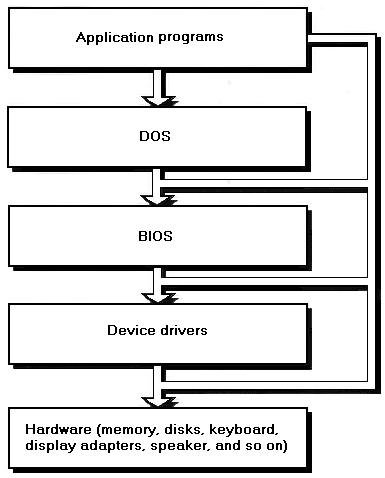 Application programs
DOS
BIOS
Device drivers
Hardware (memory, disks, keyboard,
display adapters, speaker, and so on)